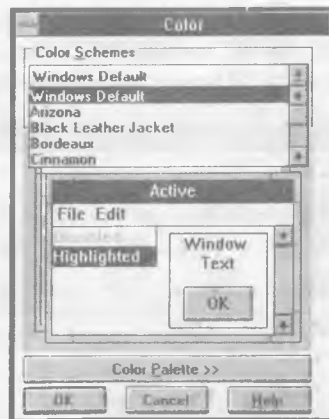 Color
Color Schemes
Windows Default
Windows Default
Arizona
Black Leather Jacket
Bordeaux
Cinnamon
Active
File Edit
Disabled
Highlighted
Window
Text
OK
Color Palette >>
OK
Cancel
Help